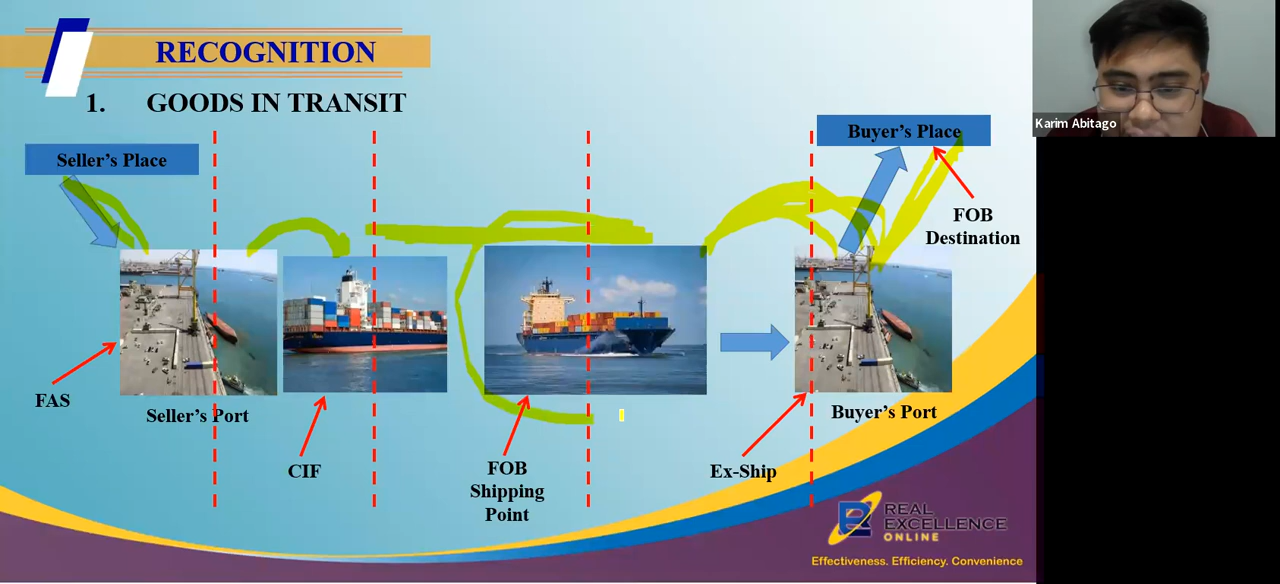 RECOGNITION
1. GOODS IN TRANSIT
Karim Abitago
Seller's Place
Buyer's Place
FOB
Destination
FAS
Seller's Port
CIF
FOB
Shipping
Point
Ex-Ship
Buyer's Port
REAL
EXCELLENCE
ONLINE
Effectiveness. Efficiency. Convenience